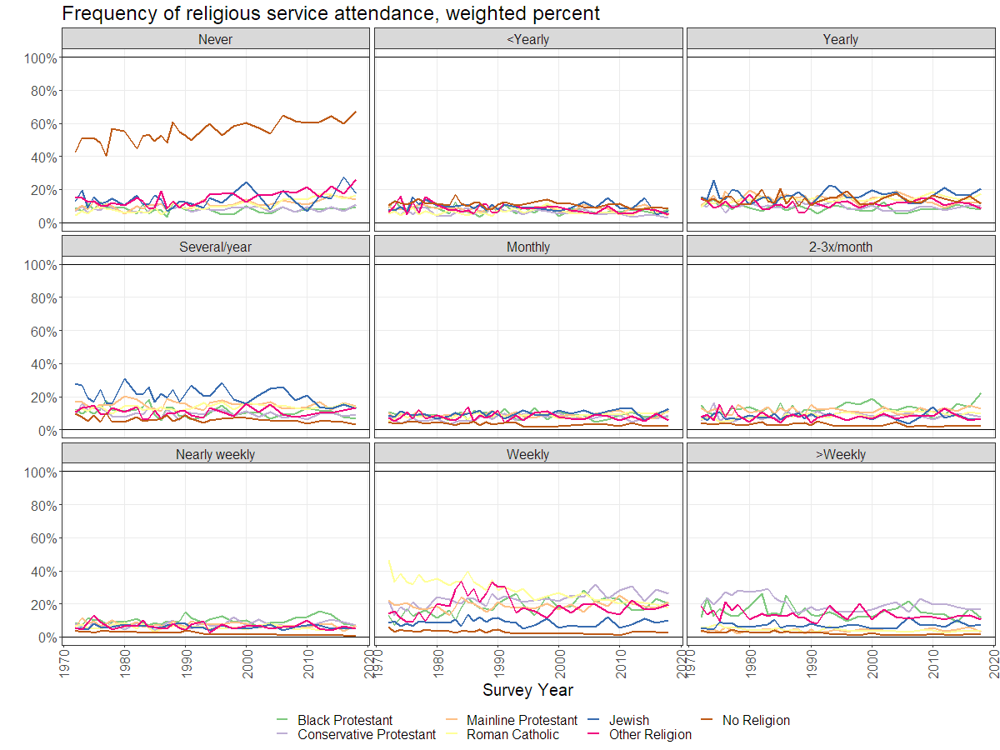 Frequency of religious service attendance, weighted percent
Never <Yearly Yearly
100%
80%
60%
40%
20%
0%
Several/year Monthly 2-3x/month
100%
80%
60%
40%
20%
0%
Nearly weekly Weekly >Weekly
100%
80%
60%
40%
20%
0%
1970 1980 1990 2000 2010 2020 1970 1980 1990 2000 2010 2020 1970 1980 1990 2000 2010 2020
Survey Year
Black Protestant Mainline Protestant Jewish No Religion
Conservative Protestant Roman Catholic Other Religion